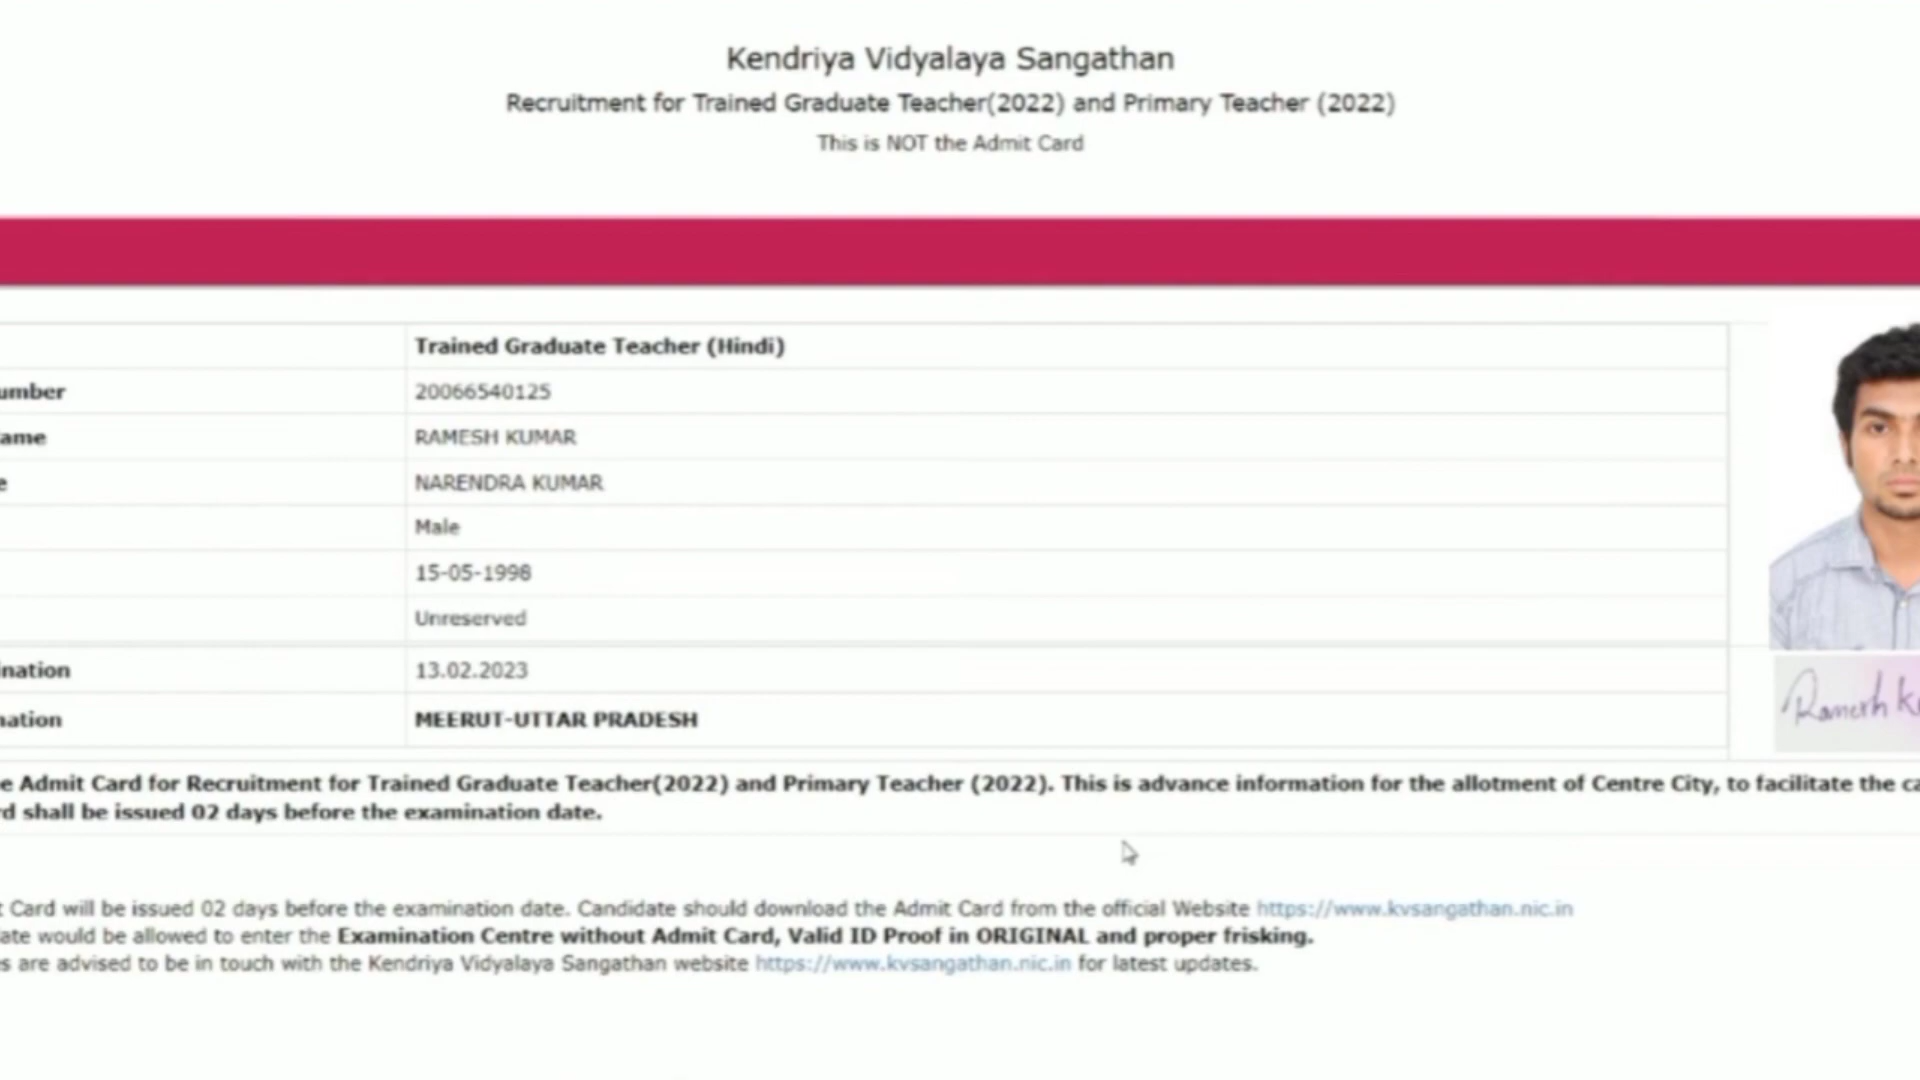 Kendriya Vidyalaya Sangathan
Recruitment for Trained Graduate Teacher(2022) and Primary Teacher (2022)
This is NOT the Admit Card
Trained Graduate Teacher (Hindi)
umber 20066540125
ame RAMESH KUMAR
e NARENDRA KUMAR
Male
15-05-1998
Unreserved
ination 13.02.2023
nation MEERUT-UTTAR PRADESH
Ramesh K
e Admit Card for Recruitment for Trained Graduate Teacher(2022) and Primary Teacher (2022). This is advance information for the allotment of Centre City, to facilitate the ca
d shall be issued 02 days before the examination date.
t Card will be issued 02 days before the examination date. Candidate should download the Admit Card from the official Website https://www.kvsangathan.nic.in
ate would be allowed to enter the Examination Centre without Admit Card, Valid ID Proof in ORIGINAL and proper frisking.
s are advised to be in touch with the Kendriya Vidyalaya Sangathan website https://www.kvsangathan.nic.in for latest updates.